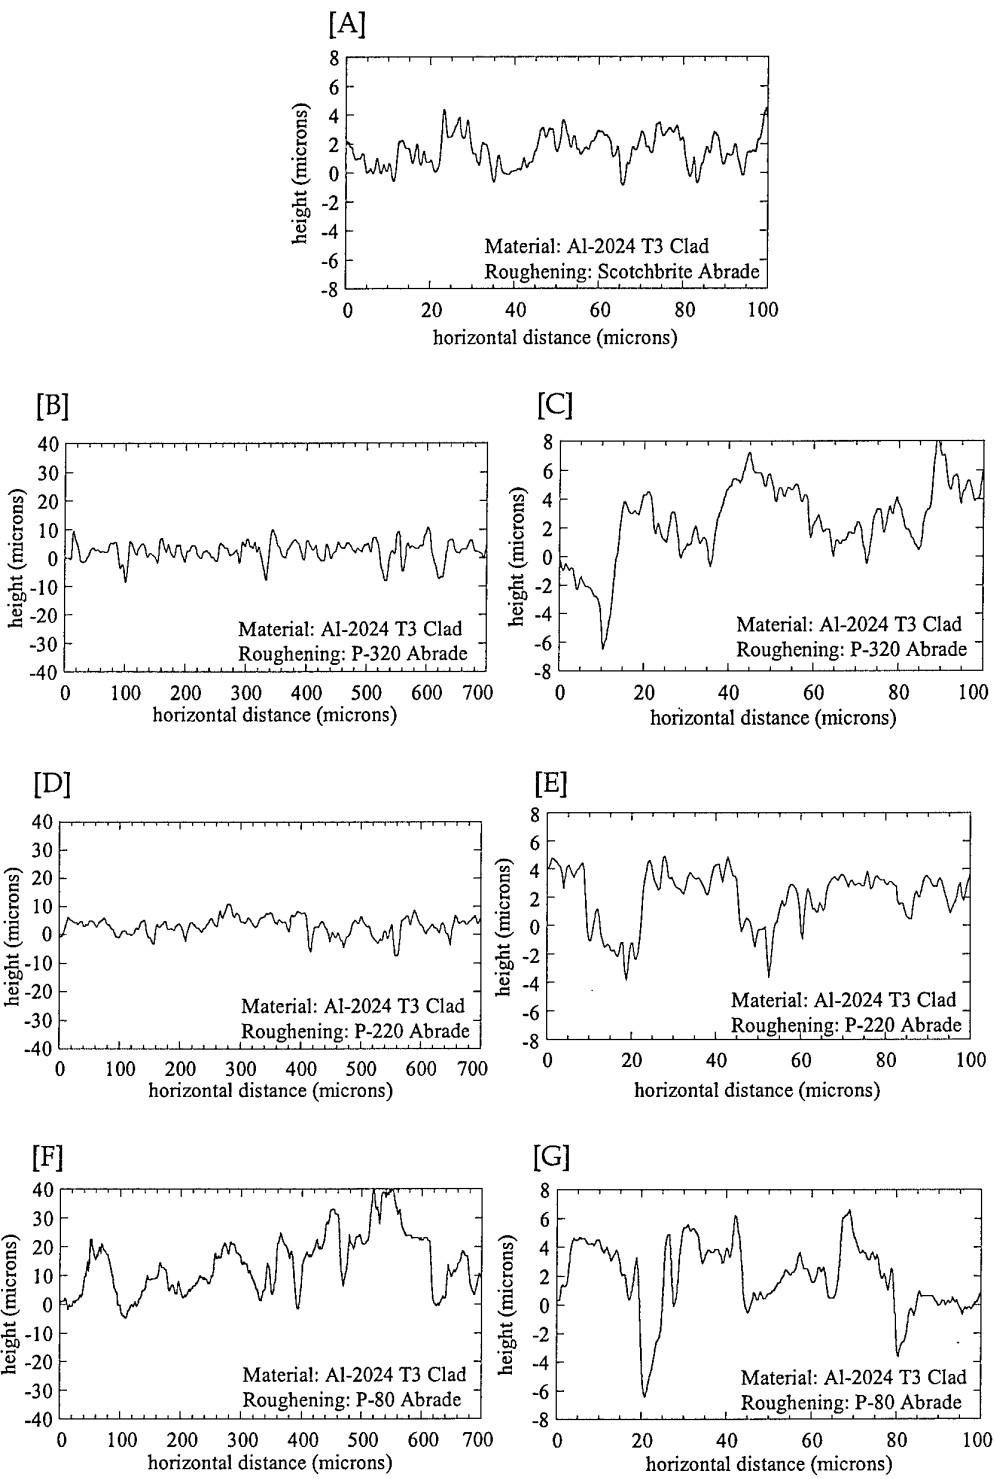 [A]
8
6
4
2
0
-2
-4
-6
-8
height (microns)
Material: Al-2024 T3 Clad
Roughening: Scotchbrite Abrade
0 20 40 60 80 100
horizontal distance (microns)
[B]
40
30
20
10
0
-10
-20
-30
-40
height (microns)
Material: Al-2024 T3 Clad
Roughening: P-320 Abrade
0 100 200 300 400 500 600 700
horizontal distance (microns)
[C]
8
6
4
2
0
-2
-4
-6
-8
height (microns)
Material: Al-2024 T3 Clad
Roughening: P-320 Abrade
0 20 40 60 80 100
horizontal distance (microns)
[D]
40
30
20
10
0
-10
-20
-30
-40
height (microns)
Material: Al-2024 T3 Clad
Roughening: P-220 Abrade
0 100 200 300 400 500 600 700
horizontal distance (microns)
[E]
8
6
4
2
0
-2
-4
-6
-8
height (microns)
Material: Al-2024 T3 Clad
Roughening: P-220 Abrade
0 20 40 60 80 100
horizontal distance (microns)
[F]
40
30
20
10
0
-10
-20
-30
-40
height (microns)
Material: Al-2024 T3 Clad
Roughening: P-80 Abrade
0 100 200 300 400 500 600 700
horizontal distance (microns)
[G]
8
6
4
2
0
-2
-4
-6
-8
height (microns)
Material: Al-2024 T3 Clad
Roughening: P-80 Abrade
0 20 40 60 80 100
horizontal distance (microns)